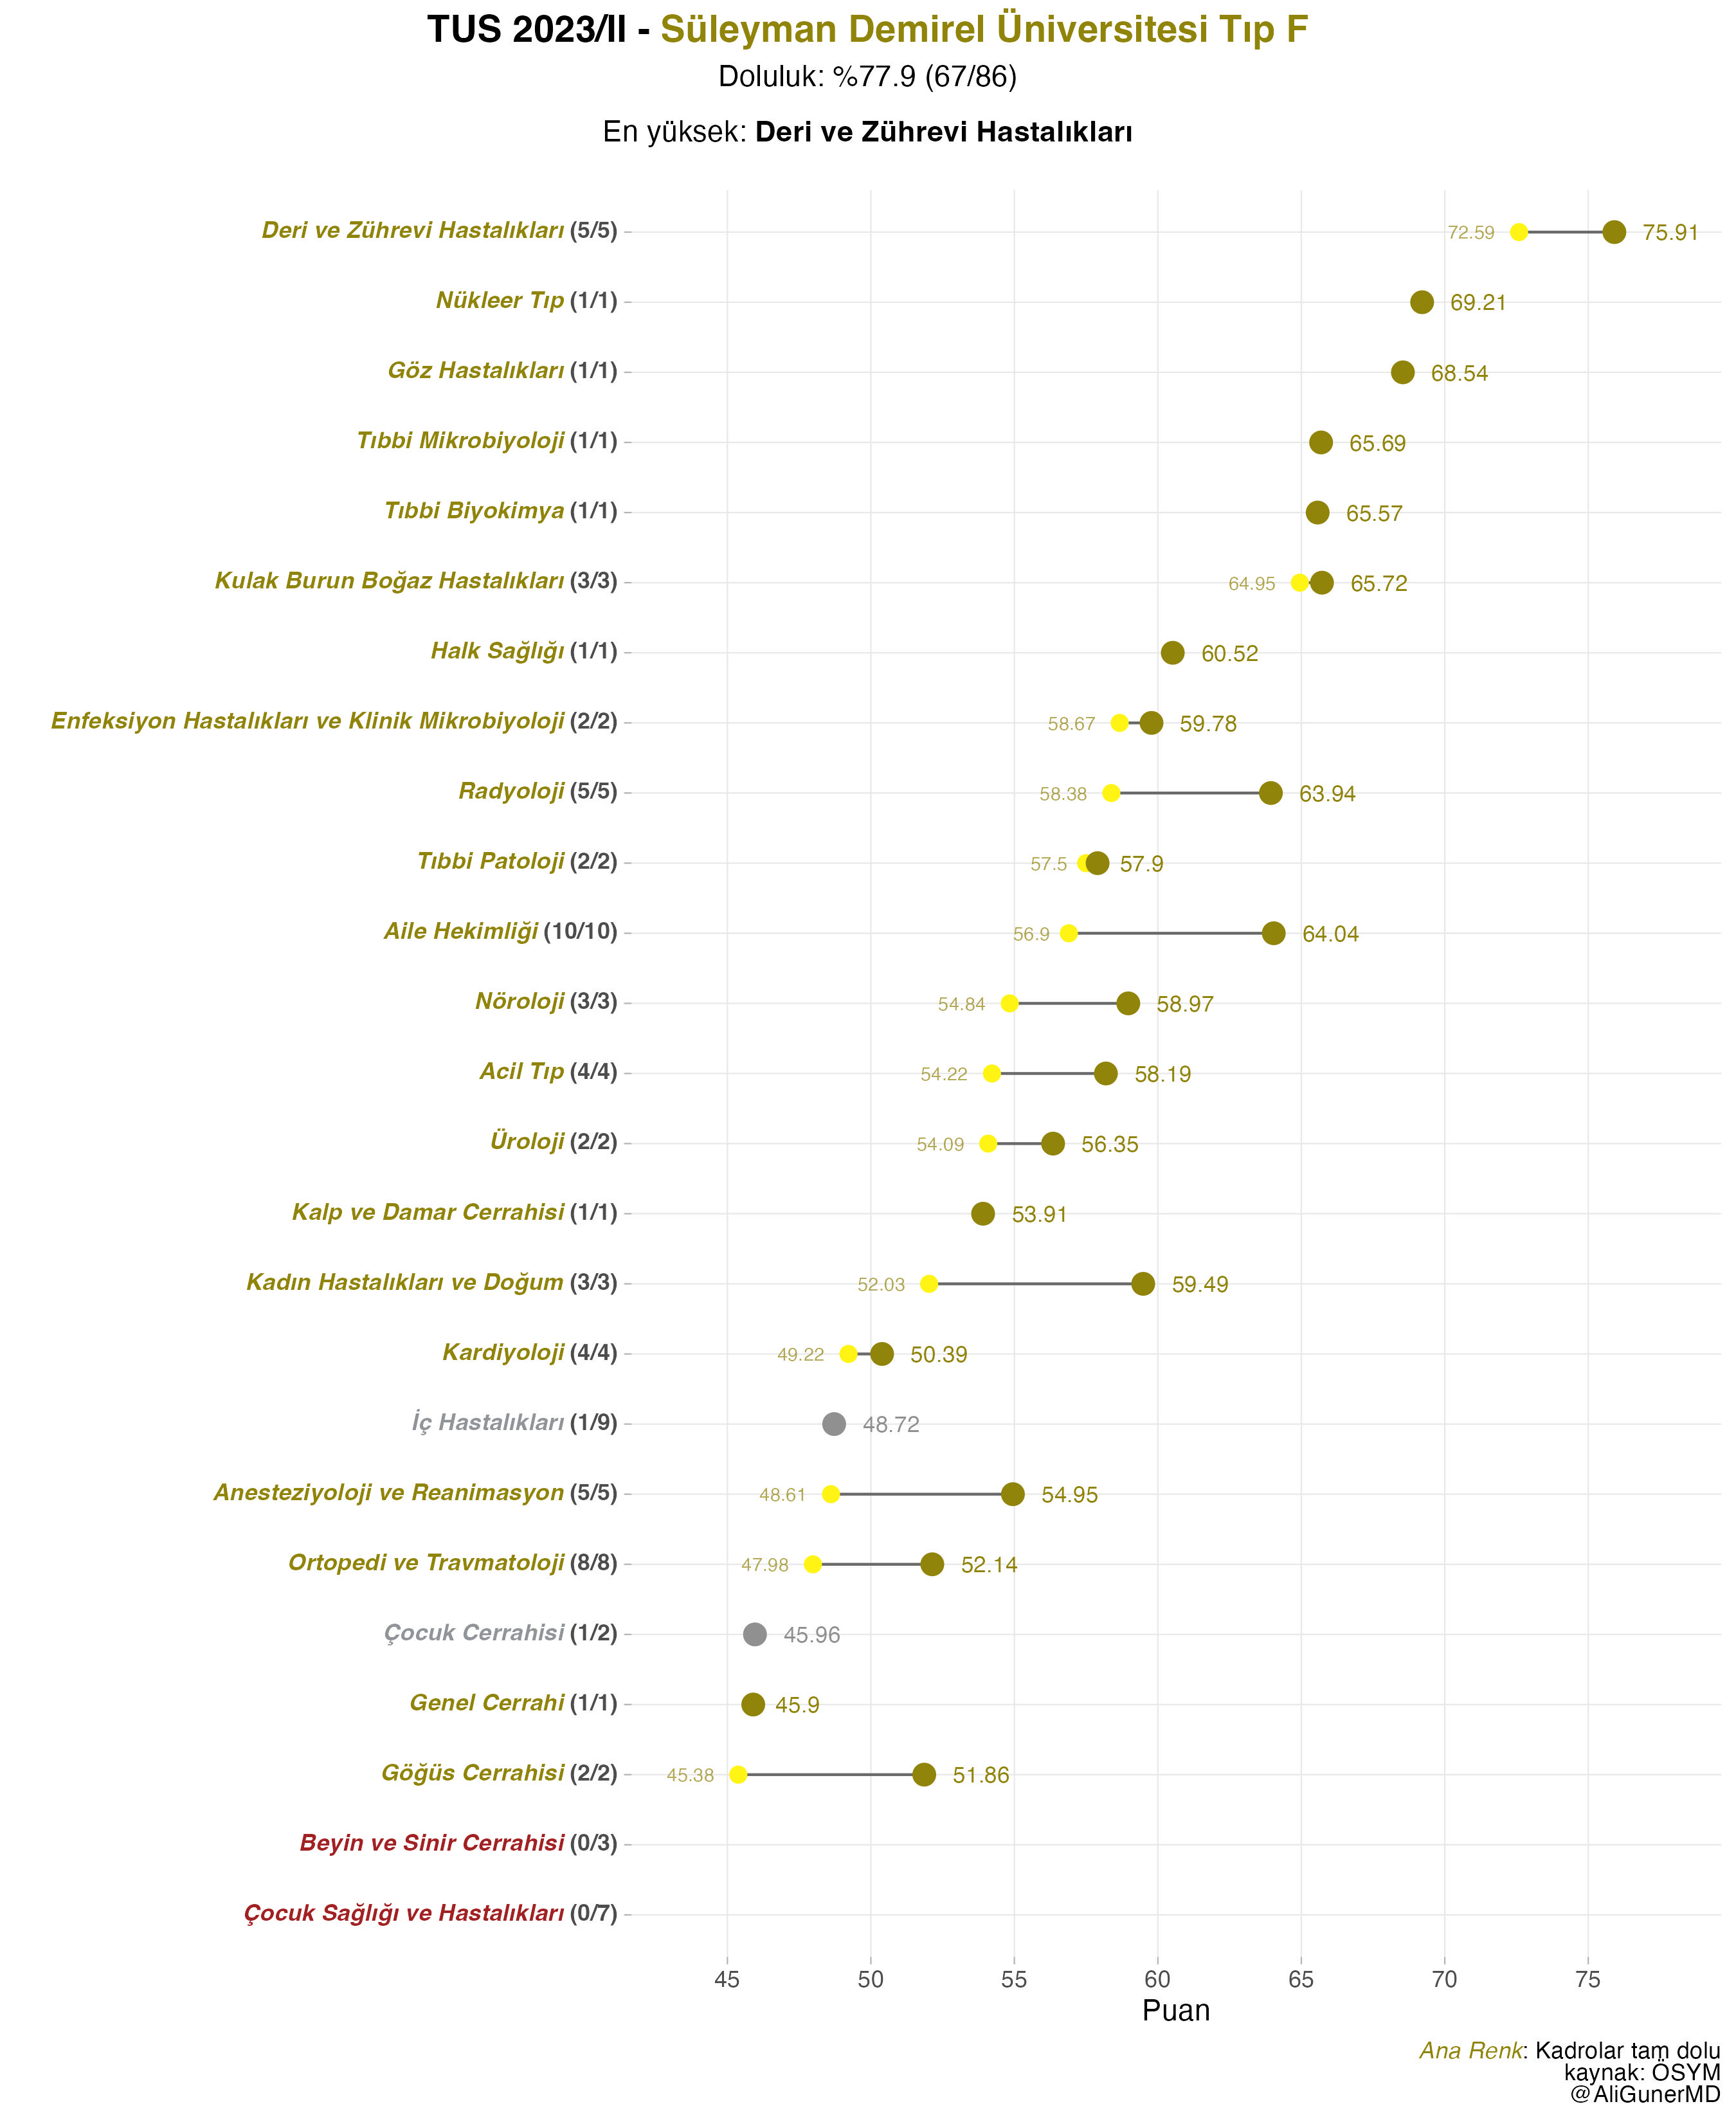 TUS 2023/II - Süleyman Demirel Üniversitesi Tıp F
Doluluk: %77.9 (67/86)
En yüksek: Deri ve Zührevi Hastalıkları
Deri ve Zührevi Hastalıkları (5/5) 72.59 75.91
Nükleer Tıp (1/1) 69.21
Göz Hastalıkları (1/1) 68.54
Tıbbi Mikrobiyoloji (1/1) 65.69
Tıbbi Biyokimya (1/1) 65.57
Kulak Burun Boğaz Hastalıkları (3/3) 64.95 65.72
Halk Sağlığı (1/1) 60.52
Enfeksiyon Hastalıkları ve Klinik Mikrobiyoloji (2/2) 58.67 59.78
Radyoloji (5/5) 58.38 63.94
Tıbbi Patoloji (2/2) 57.5 57.9
Aile Hekimliği (10/10) 56.9 64.04
Nöroloji (3/3) 54.84 58.97
Acil Tıp (4/4) 54.22 58.19
Üroloji (2/2) 54.09 56.35
Kalp ve Damar Cerrahisi (1/1) 53.91
Kadın Hastalıkları ve Doğum (3/3) 52.03 59.49
Kardiyoloji (4/4) 49.22 50.39
İç Hastalıkları (1/9) 48.72
Anesteziyoloji ve Reanimasyon (5/5) 48.61 54.95
Ortopedi ve Travmatoloji (8/8) 47.98 52.14
Çocuk Cerrahisi (1/2) 45.96
Genel Cerrahi (1/1) 45.9
Göğüs Cerrahisi (2/2) 45.38 51.86
Beyin ve Sinir Cerrahisi (0/3)
Çocuk Sağlığı ve Hastalıkları (0/7)
45 50 55 60 65 70 75
Puan
Ana Renk: Kadrolar tam dolu
kaynak: ÖSYM
@AliGunerMD